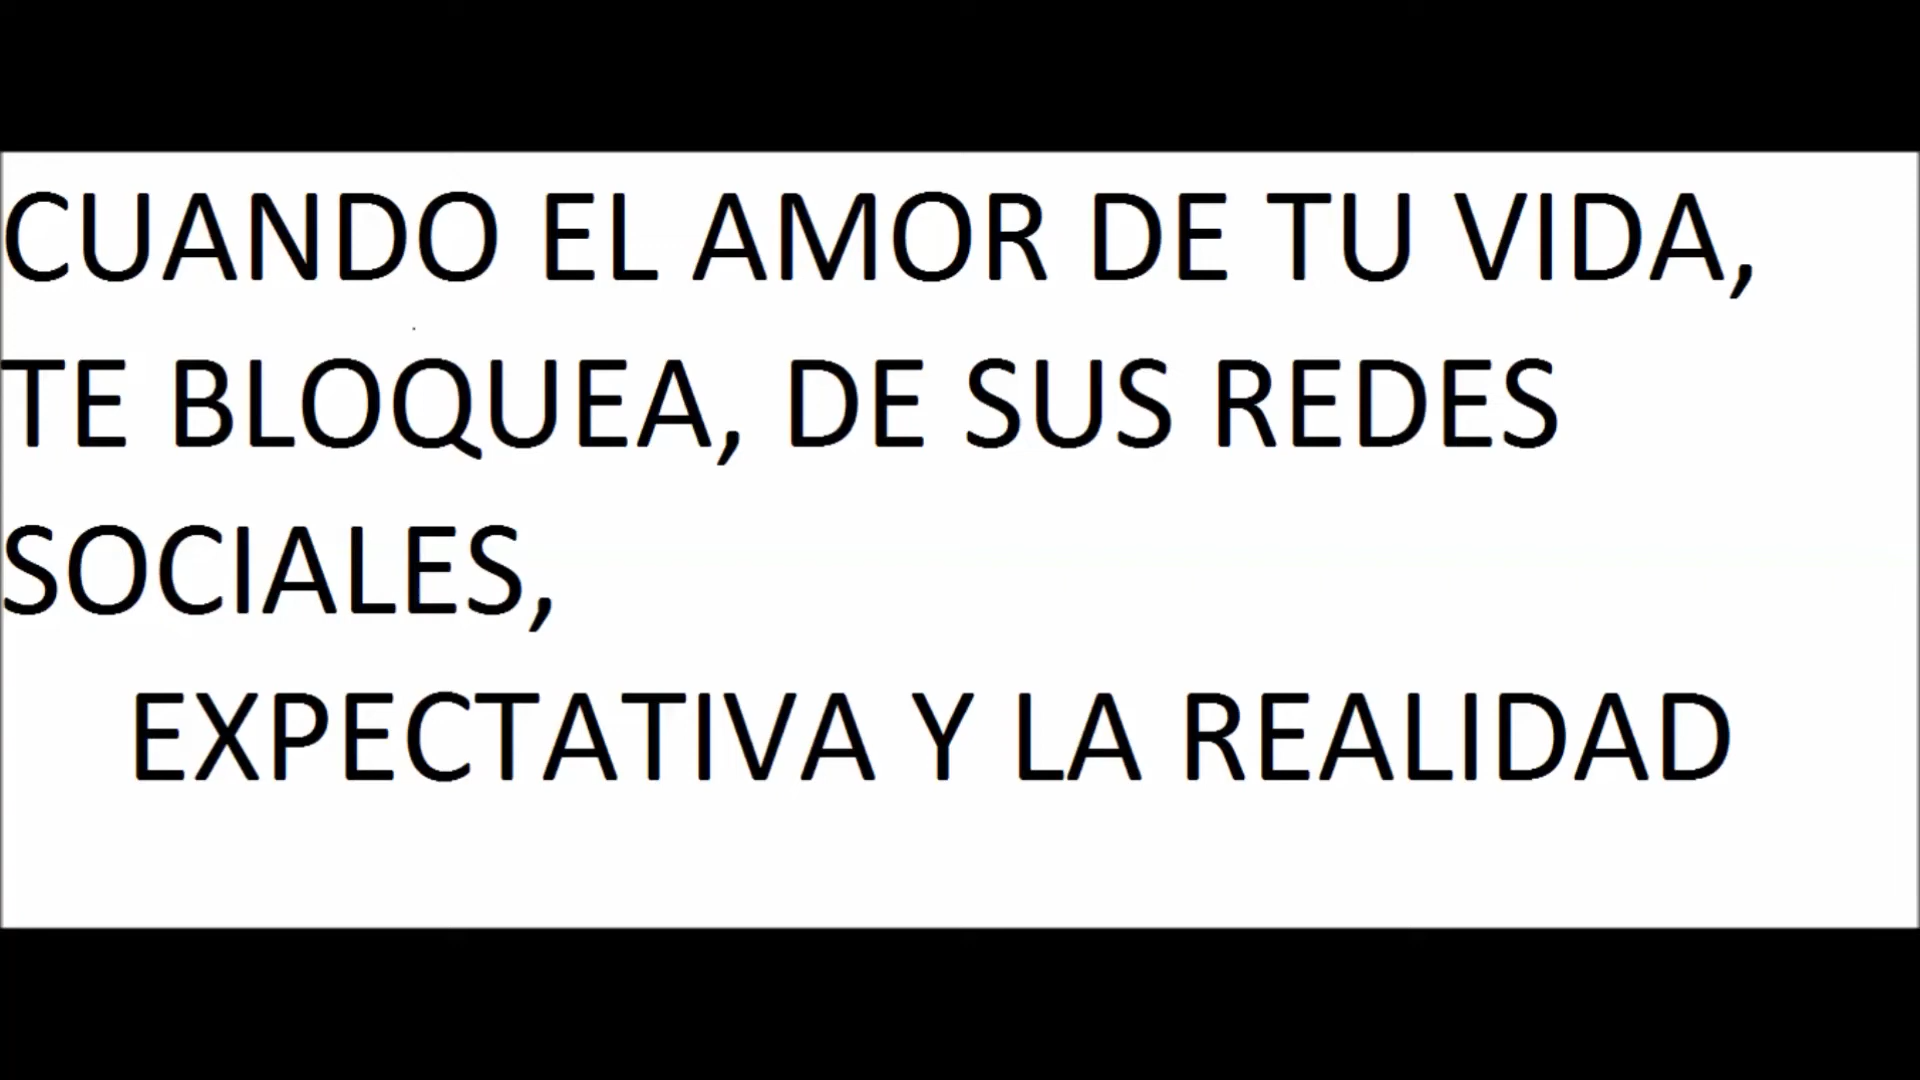 CUANDO EL AMOR DE TU VIDA,
TE BLOQUEA, DE SUS REDES
SOCIALES,
EXPECTATIVA Y LA REALIDAD